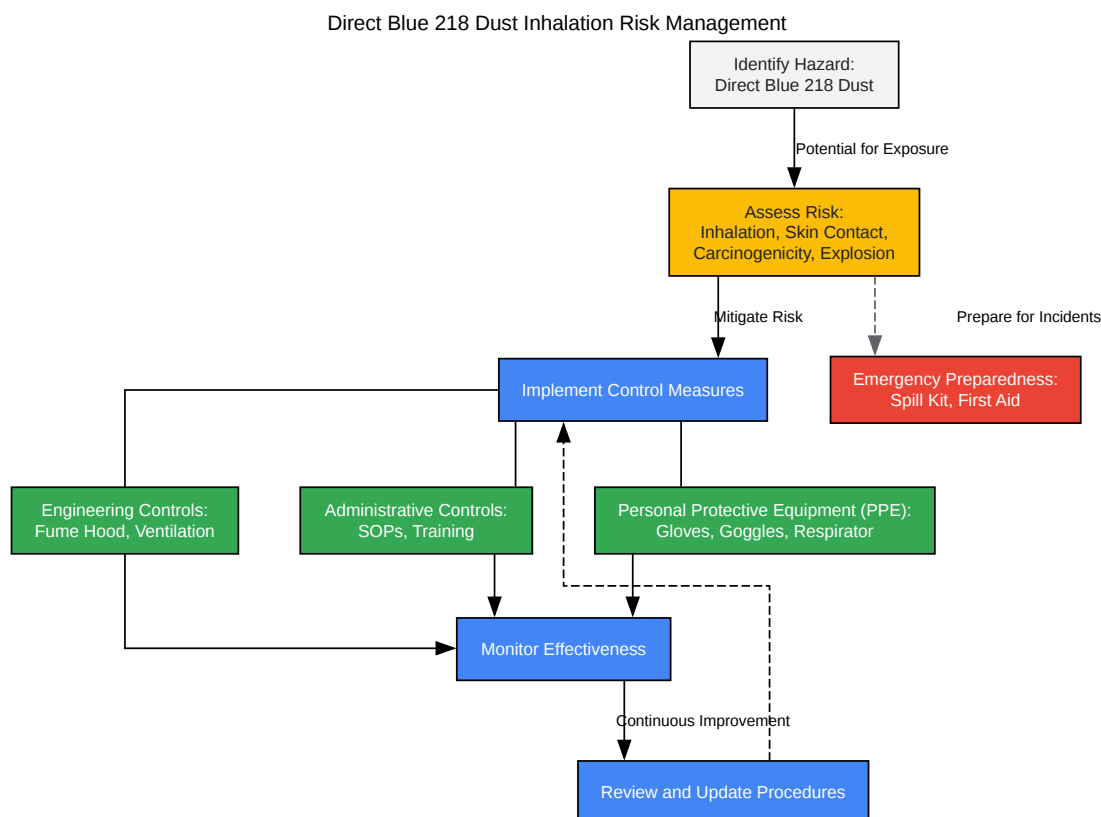 Direct Blue 218 Dust Inhalation Risk Management
Identify Hazard:
Direct Blue 218 Dust
Potential for Exposure
Assess Risk:
Inhalation, Skin Contact,
Carcinogenicity, Explosion
Mitigate Risk
Prepare for Incidents
Implement Control Measures
Emergency Preparedness:
Spill Kit, First Aid
Engineering Controls:
Fume Hood, Ventilation
Administrative Controls:
SOPs, Training
Personal Protective Equipment (PPE):
Gloves, Goggles, Respirator
Monitor Effectiveness
Continuous Improvement
Review and Update Procedures